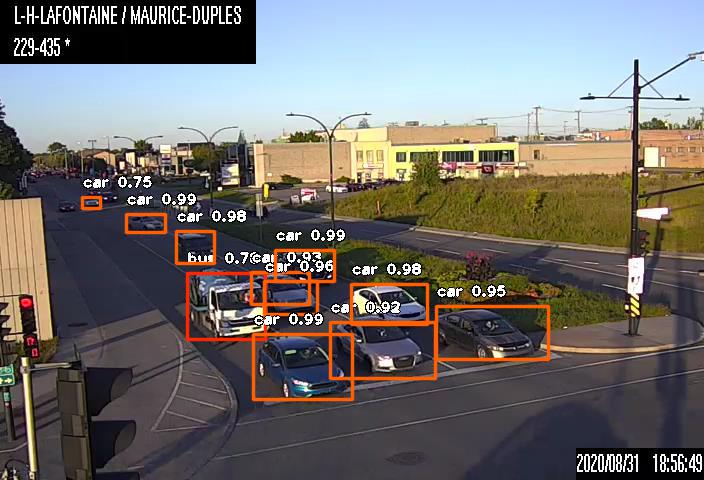 L-H-LAFONTAINE / MAURICE-DUPLES
229-435 *
car 0.75
car 0.99
car 0.98
car 0.99
car 0.93
car 0.96
car 0.98
car 0.95
car 0.92
car 0.99
2020/08/31 18:56:49